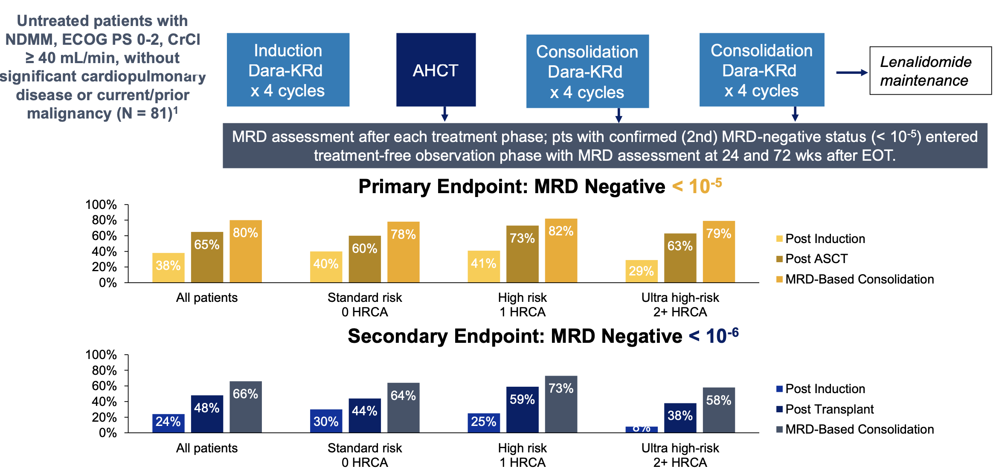 Untreated patients with
NDMM, ECOG PS 0-2, CrCl
≥ 40 mL/min, without
significant cardiopulmonary
disease or current/prior
malignancy (N = 81)¹
Induction
Dara-KRd
x 4 cycles
AHCT
Consolidation
Dara-KRd
x 4 cycles
Consolidation
Dara-KRd
x 4 cycles
Lenalidomide
maintenance
MRD assessment after each treatment phase; pts with confirmed (2nd) MRD-negative status (< 10⁻⁵) entered
treatment-free observation phase with MRD assessment at 24 and 72 wks after EOT.
Primary Endpoint: MRD Negative < 10⁻⁵
100%
80%
60%
40%
20%
0%
38%
65%
80%
40%
60%
78%
41%
73%
82%
29%
63%
79%
All patients
Standard risk
0 HRCA
High risk
1 HRCA
Ultra high-risk
2+ HRCA
Post Induction
Post ASCT
MRD-Based Consolidation
Secondary Endpoint: MRD Negative < 10⁻⁶
100%
80%
60%
40%
20%
0%
24%
48%
66%
30%
44%
64%
25%
59%
73%
8%
38%
58%
All patients
Standard risk
0 HRCA
High risk
1 HRCA
Ultra high-risk
2+ HRCA
Post Induction
Post Transplant
MRD-Based Consolidation